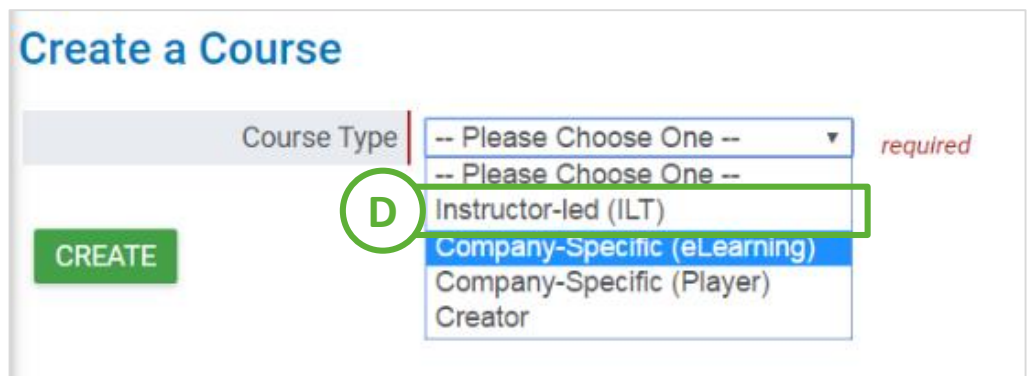 Create a Course
Course Type -- Please Choose One -- required
-- Please Choose One --
D Instructor-led (ILT)
Company-Specific (eLearning)
CREATE
Company-Specific (Player)
Creator